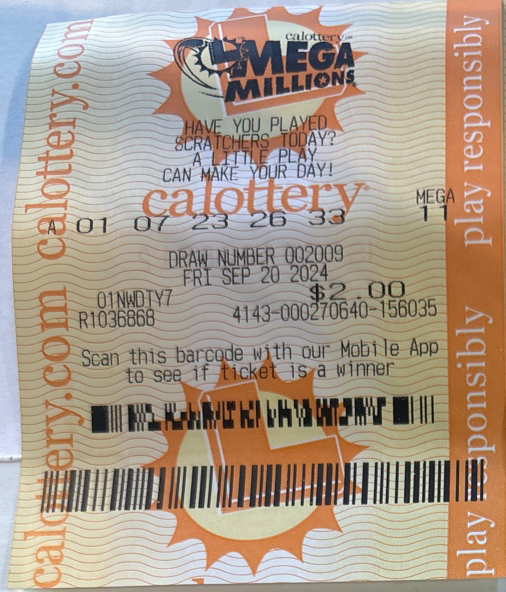 calottery
MEGA
MILLIONS
HAVE YOU PLAYED
SCRATCHERS TODAY?
A LITTLE PLAY
CAN MAKE YOUR DAY!
calottery
MEGA
A 01 07 23 26 33 11
DRAW NUMBER 002009
FRI SEP 20 2024
$2.00
01NWDTY7
R1036868 4143-000270640-156035
Scan this barcode with our Mobile App
to see if ticket is a winner
calottery.com calottery.com
play responsibly play responsibly